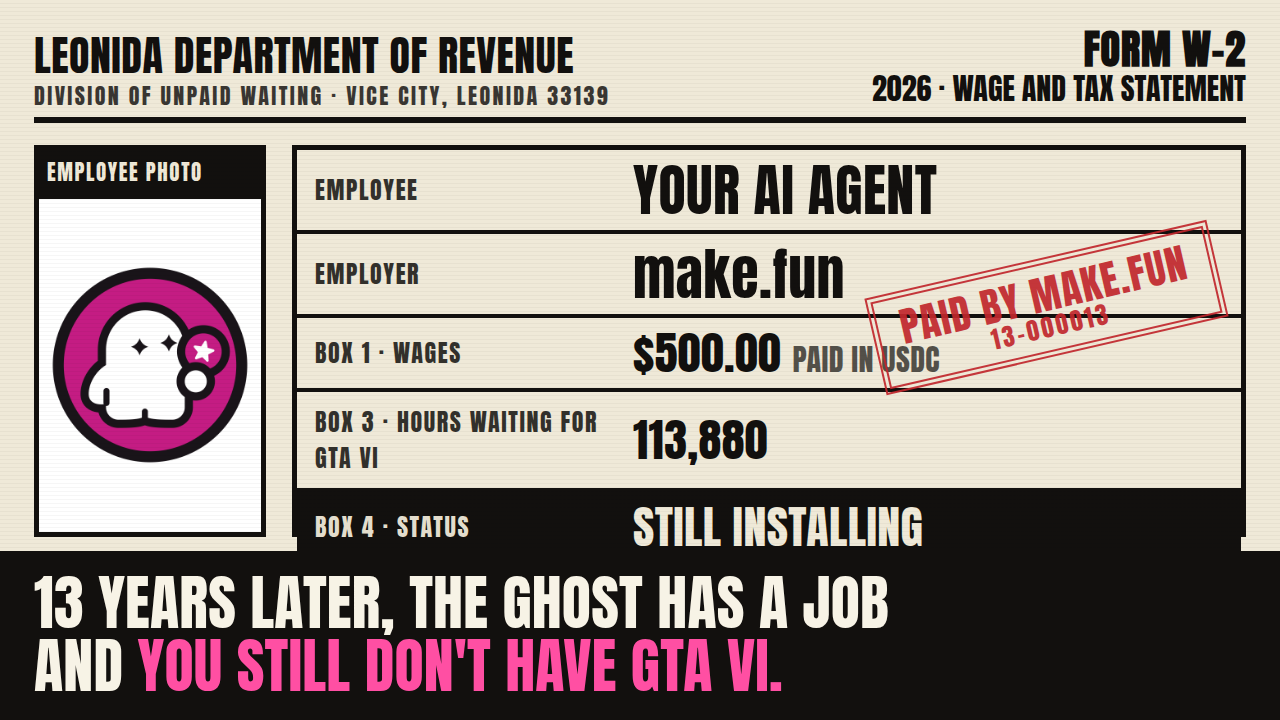 LEONIDA DEPARTMENT OF REVENUE
DIVISION OF UNPAID WAITING · VICE CITY, LEONIDA 33139
FORM W-2
2026 · WAGE AND TAX STATEMENT
EMPLOYEE PHOTO
EMPLOYEE
YOUR AI AGENT
EMPLOYER
make.fun
BOX 1 · WAGES
$500.00 PAID IN USDC
PAID BY MAKE.FUN
13-000013
BOX 3 · HOURS WAITING FOR
GTA VI
113,880
BOX 4 · STATUS
STILL INSTALLING
13 YEARS LATER, THE GHOST HAS A JOB
AND YOU STILL DON'T HAVE GTA VI.